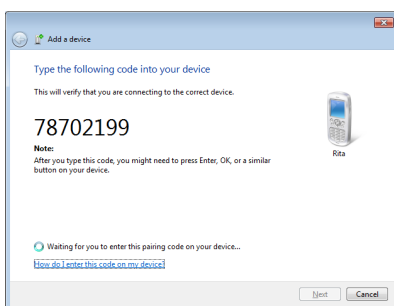 Add a device
Type the following code into your device
This will verify that you are connecting to the correct device.
78702199
Rita
Note:
After you type this code, you might need to press Enter, OK, or a similar
button on your device.
Waiting for you to enter this pairing code on your device...
How do I enter this code on my device?
Next
Cancel